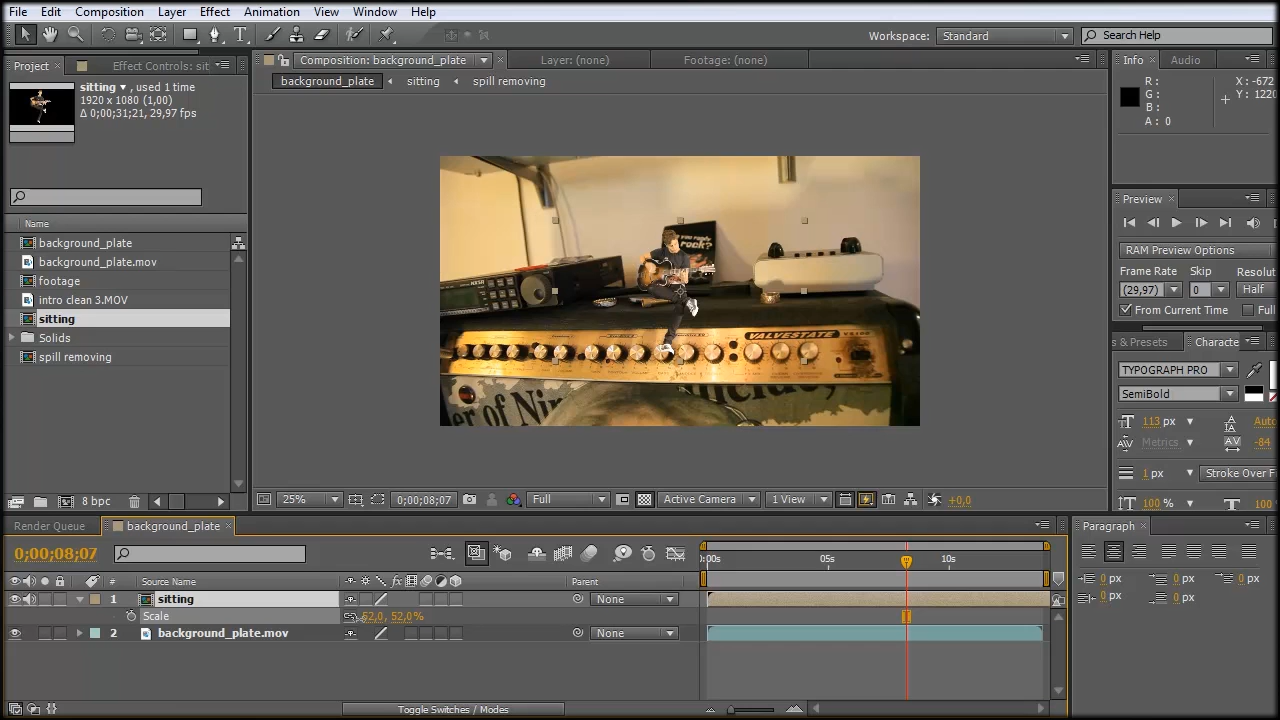 File Edit Composition Layer Effect Animation View Window Help
Workspace: Standard Search Help
Project Effect Controls: sit
Composition: background_plate Layer: (none) Footage: (none)
Info Audio
background_plate sitting spill removing
sitting , used 1 time
1920 x 1080 (1,00)
Δ 0;00;31;21, 29,97 fps
R :
G :
B :
A : 0
X : -672
Y : 1220
Name
background_plate
background_plate.mov
footage
intro clean 3.MOV
sitting
Solids
spill removing
8 bpc
rock?
VALVESTATE
Preview
RAM Preview Options
Frame Rate Skip Resolut
(29,97) 0 Half
From Current Time Full
s & Presets Characte
TYPOGRAPH PRO
SemiBold
113 px Auto
Metrics -84
1 px Stroke Over Fi
100 % 100
25% 0;00;08;07 Full Active Camera 1 View +0,0
Render Queue background_plate
0;00;08;07
:00s 05s 10s
# Source Name Parent
1 sitting None
Scale 52,0, 52,0%
2 background_plate.mov None
Toggle Switches / Modes
Paragraph
0 px 0 px 0 px
0 px 0 px